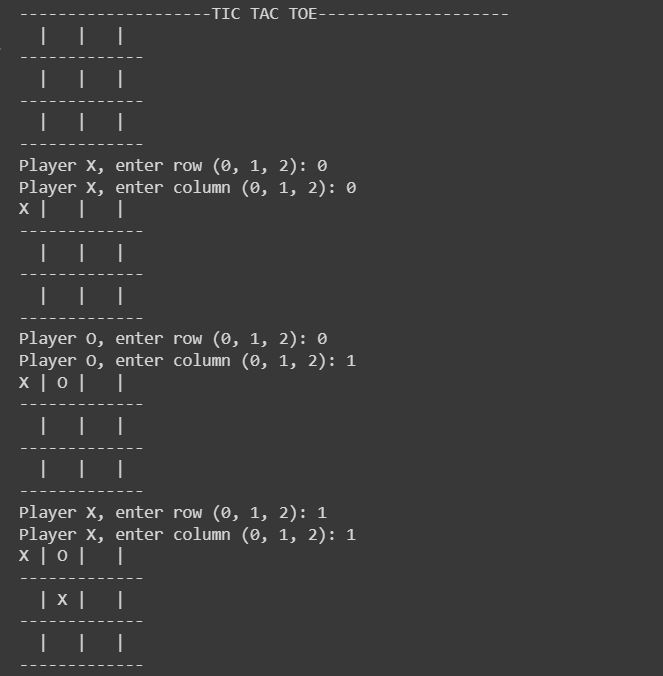 --------------------TIC TAC TOE--------------------
  |   |   |
-------------
  |   |   |
-------------
  |   |   |
-------------
Player X, enter row (0, 1, 2): 0
Player X, enter column (0, 1, 2): 0
X |   |   |
-------------
  |   |   |
-------------
  |   |   |
-------------
Player O, enter row (0, 1, 2): 0
Player O, enter column (0, 1, 2): 1
X | O |   |
-------------
  |   |   |
-------------
  |   |   |
-------------
Player X, enter row (0, 1, 2): 1
Player X, enter column (0, 1, 2): 1
X | O |   |
-------------
  | X |   |
-------------
  |   |   |
-------------